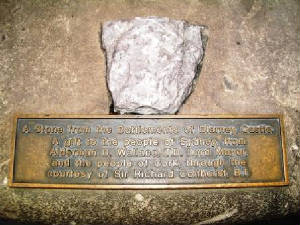 A Stone from the Battlements of Blarney Castle.
A gift to the people of Sydney from
Alderman
Lord Mayor,
and the people of Cork, through the
courtesy of Sir Richard